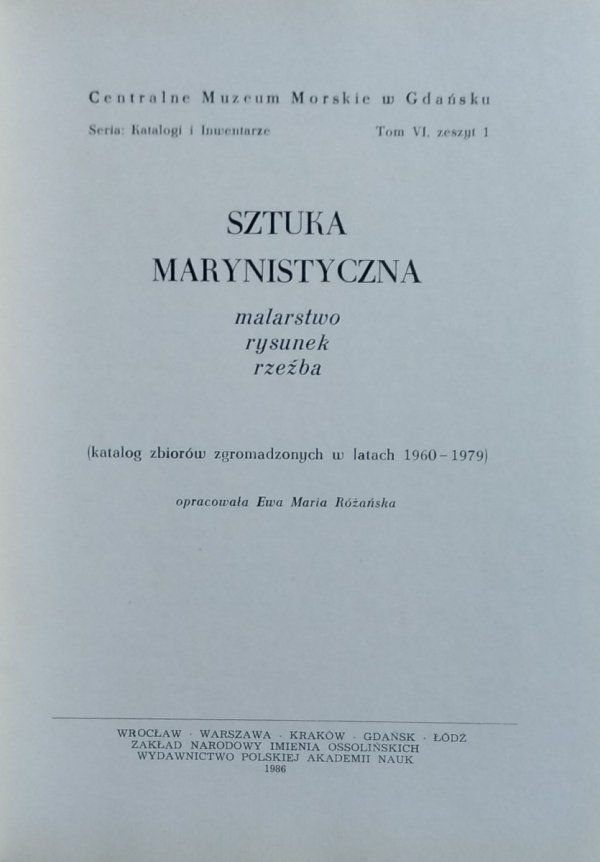 Centralne Muzeum Morskie w Gdańsku
Seria: Katalogi i Inwentarze Tom VI, zeszyt 1
SZTUKA
MARYNISTYCZNA
malarstwo
rysunek
rzeźba
(katalog zbiorów zgromadzonych w latach 1960–1979)
opracowała Ewa Maria Różańska
WROCŁAW · WARSZAWA · KRAKÓW · GDAŃSK · ŁÓDŹ
ZAKŁAD NARODOWY IMIENIA OSSOLIŃSKICH
WYDAWNICTWO POLSKIEJ AKADEMII NAUK
1986